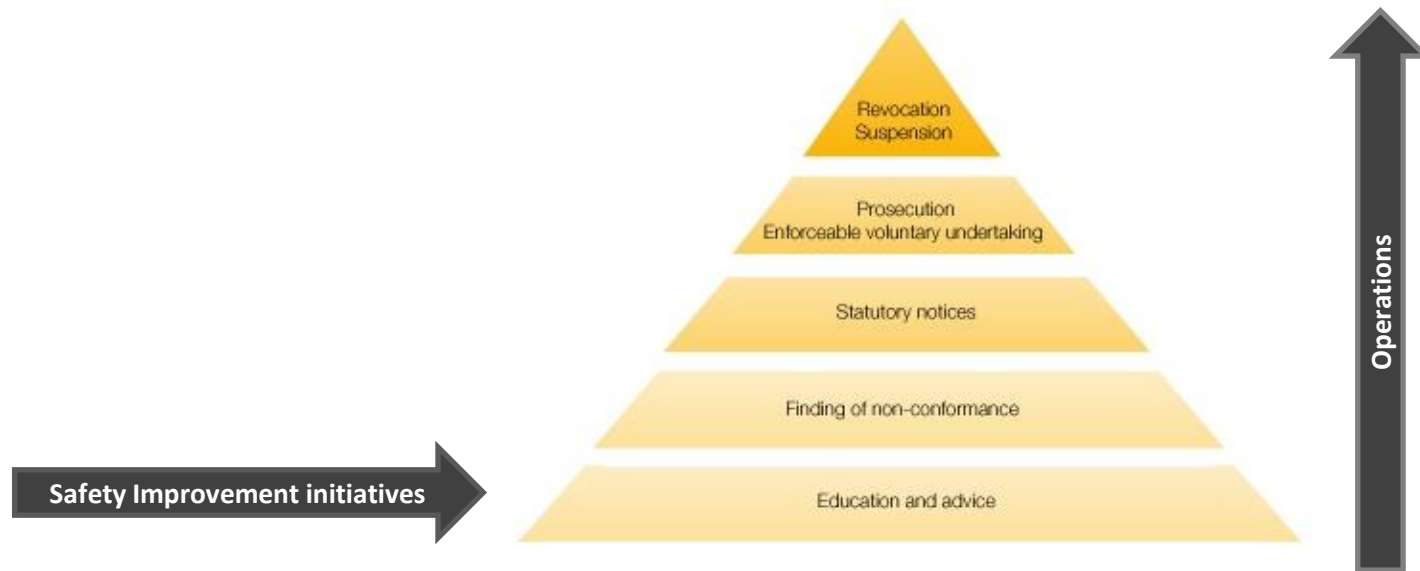 Revocation
Suspension
Prosecution
Enforceable voluntary undertaking
Statutory notices
Finding of non-conformance
Education and advice
Safety Improvement initiatives
Operations